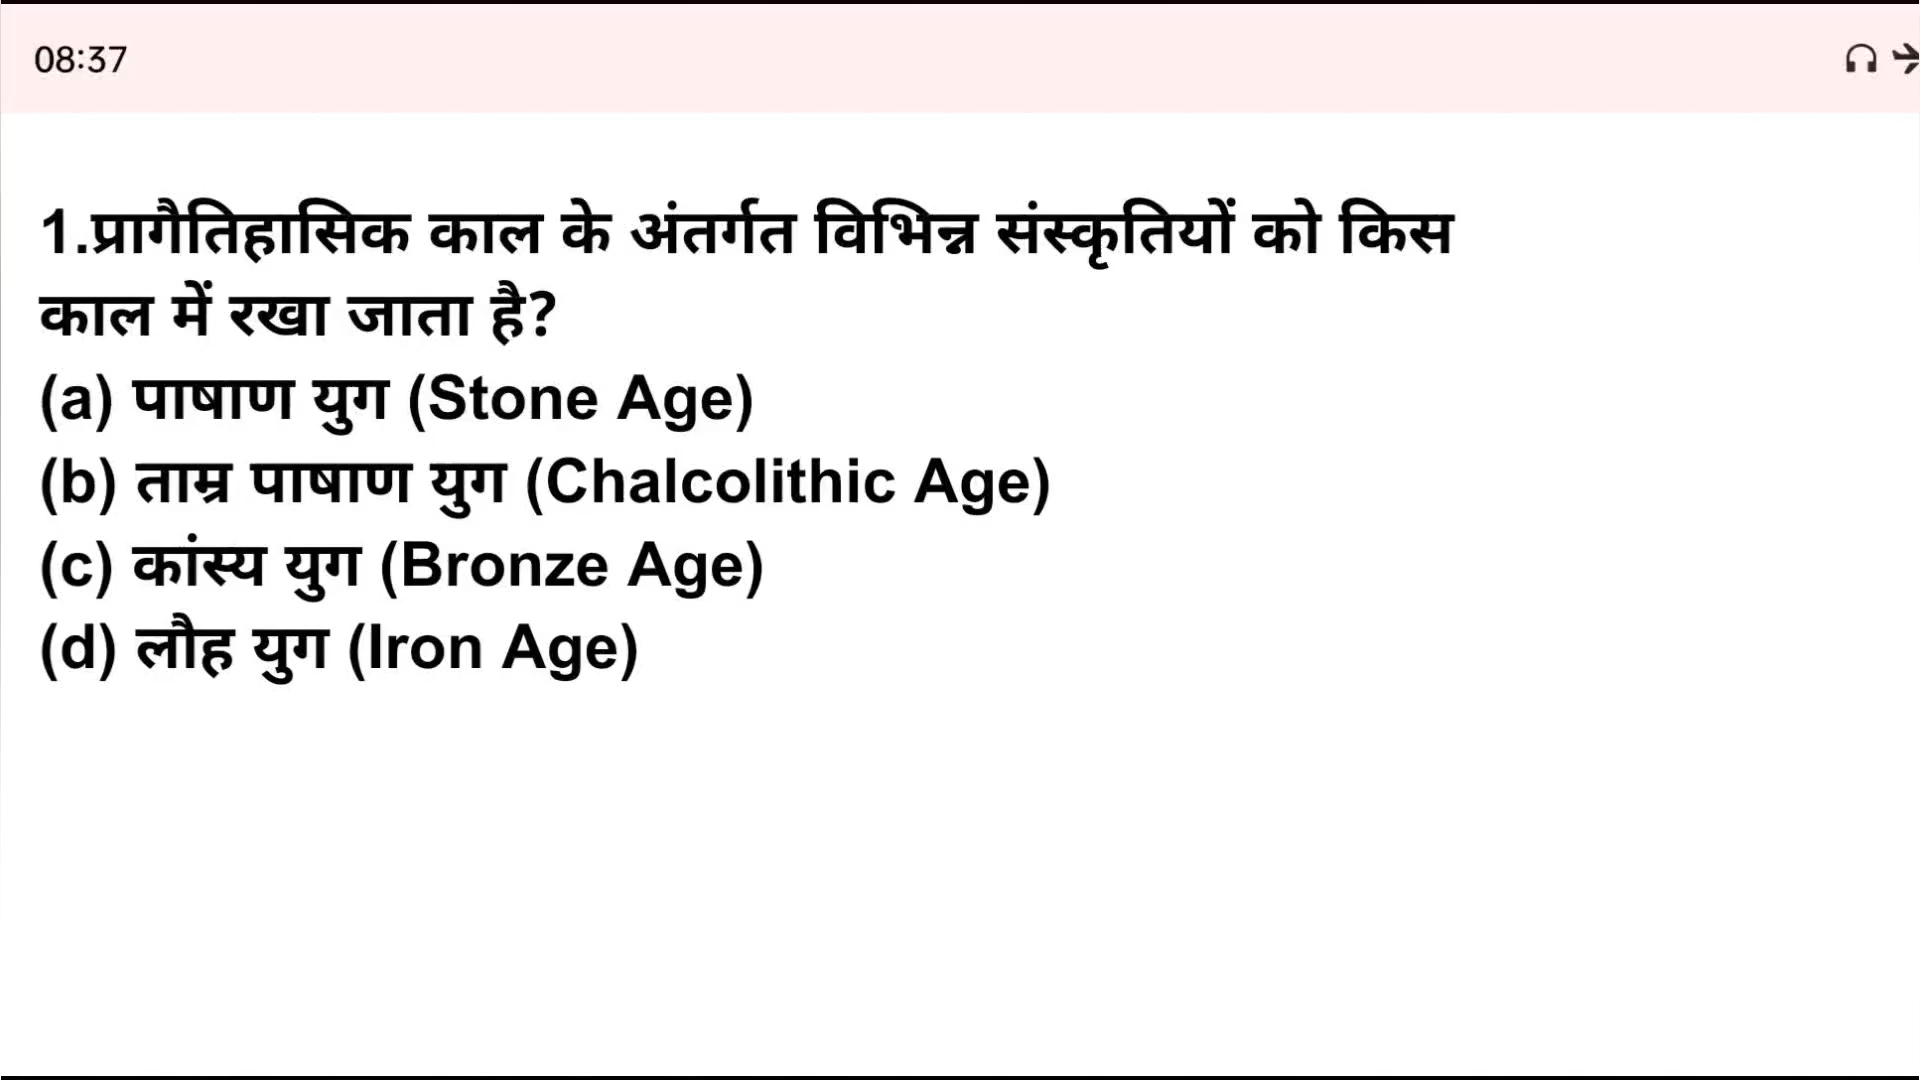 08:37
1.प्रागैतिहासिक काल के अंतर्गत विभिन्न संस्कृतियों को किस
काल में रखा जाता है?
(a) पाषाण युग (Stone Age)
(b) ताम्र पाषाण युग (Chalcolithic Age)
(c) कांस्य युग (Bronze Age)
(d) लौह युग (Iron Age)